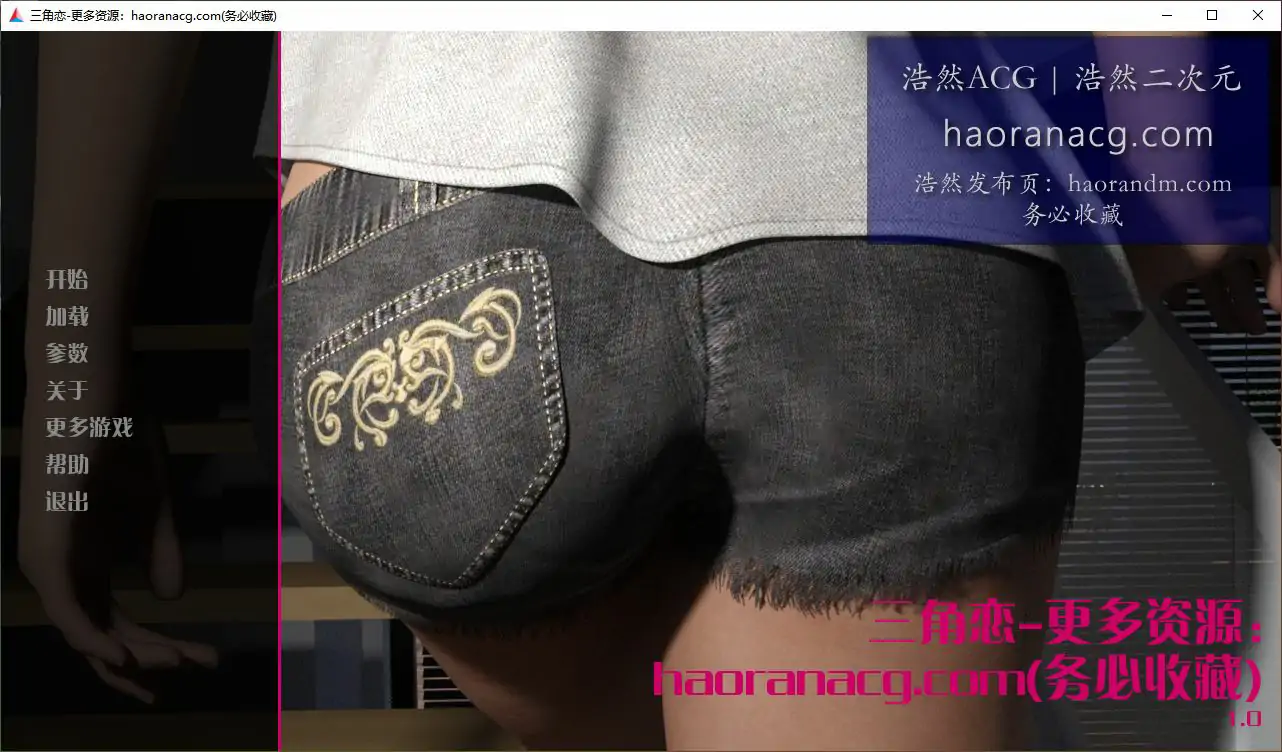 三角恋-更多资源：haoranacg.com(务必收藏)
浩然ACG | 浩然二次元
haoranacg.com
浩然发布页：haorandm.com
务必收藏
开始
加载
参数
关于
更多游戏
帮助
退出
三角恋-更多资源：
haoranacg.com(务必收藏)
1.0